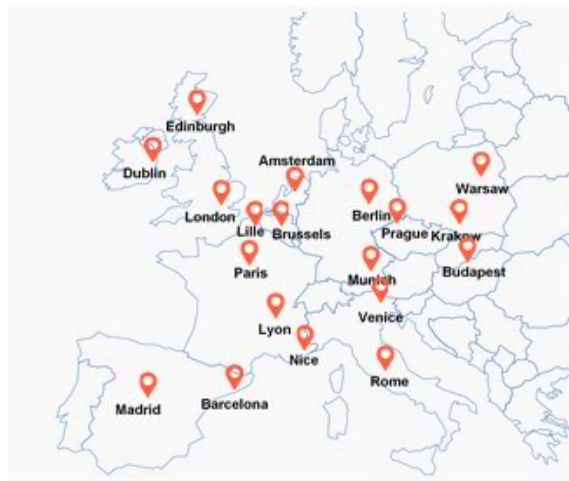 Edinburgh
Dublin
Amsterdam
Warsaw
London
Berlin
Lille
Brussels
Prague
Krakow
Paris
Munich
Budapest
Lyon
Venice
Nice
Rome
Madrid
Barcelona